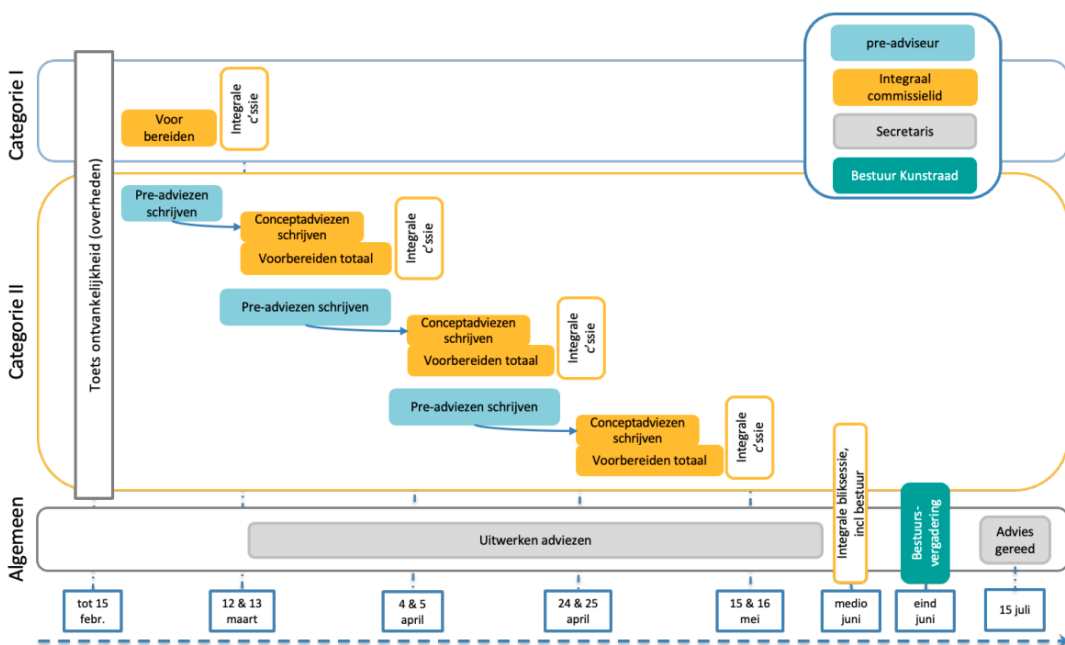 Categorie I
Toets ontvankelijkheid (overheden)
Voor
bereiden
Integrale
c'ssie
pre-adviseur
Integraal
commissielid
Secretaris
Bestuur Kunstraad
Categorie II
Pre-adviezen
schrijven
Conceptadviezen
schrijven
Voorbereiden totaal
Integrale
c'ssie
Pre-adviezen schrijven
Conceptadviezen
schrijven
Voorbereiden totaal
Integrale
c'ssie
Pre-adviezen schrijven
Conceptadviezen
schrijven
Voorbereiden totaal
Integrale
c'ssie
Algemeen
Uitwerken adviezen
Integrale bliksessie,
incl bestuur
Bestuurs-
vergadering
Advies
gereed
tot 15
febr.
12 & 13
maart
4 & 5
april
24 & 25
april
15 & 16
mei
medio
juni
eind
juni
15 juli